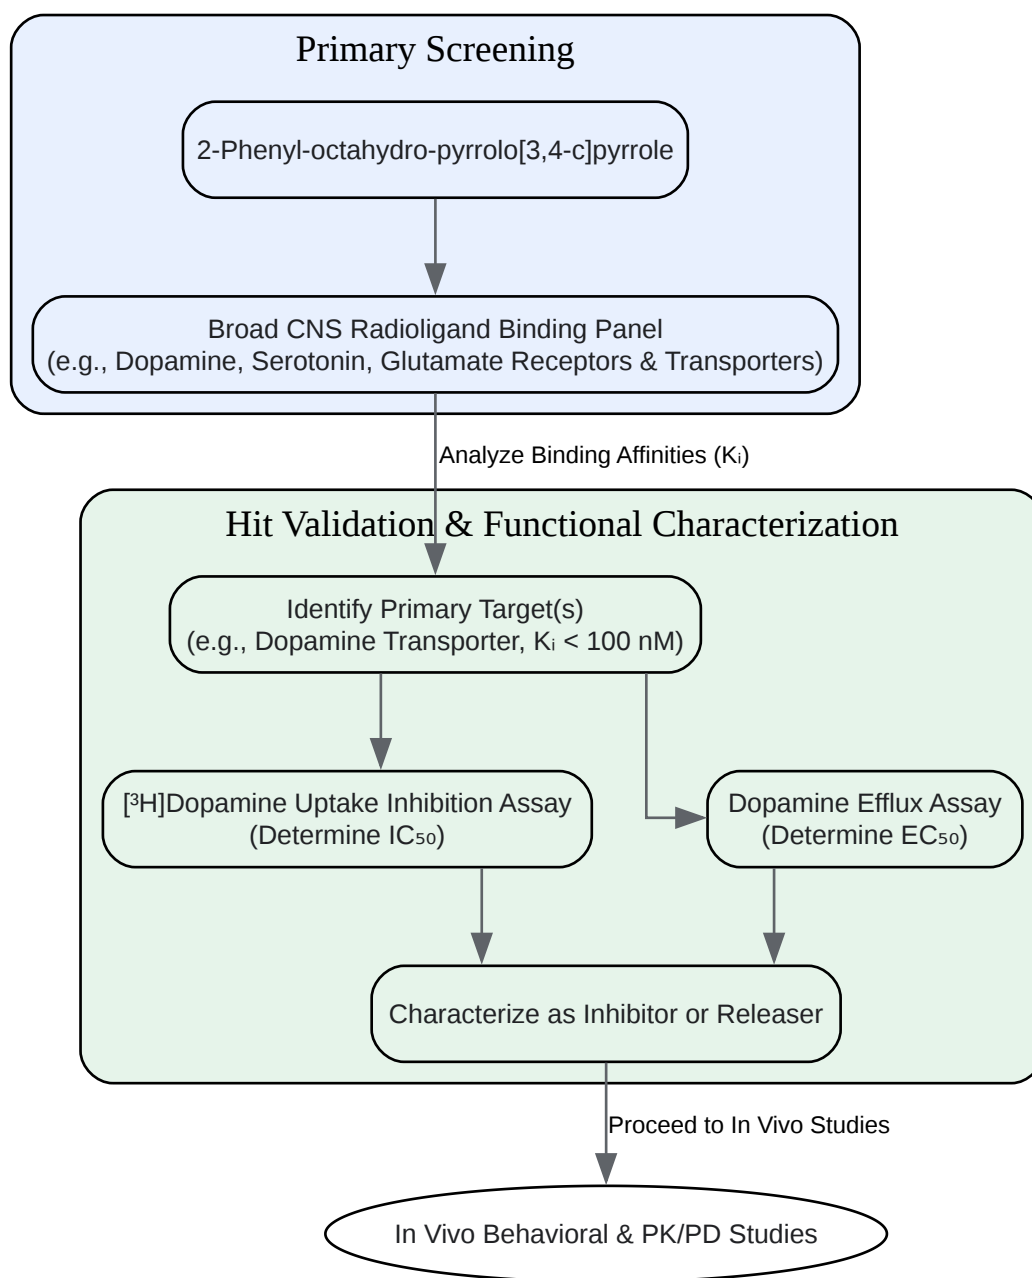 Primary Screening
2-Phenyl-octahydro-pyrrolo[3,4-c]pyrrole
Broad CNS Radioligand Binding Panel
(e.g., Dopamine, Serotonin, Glutamate Receptors & Transporters)
Analyze Binding Affinities (Kᵢ)
Hit Validation & Functional Characterization
Identify Primary Target(s)
(e.g., Dopamine Transporter, Kᵢ < 100 nM)
[³H]Dopamine Uptake Inhibition Assay
(Determine IC₅₀)
Dopamine Efflux Assay
(Determine EC₅₀)
Characterize as Inhibitor or Releaser
Proceed to In Vivo Studies
In Vivo Behavioral & PK/PD Studies